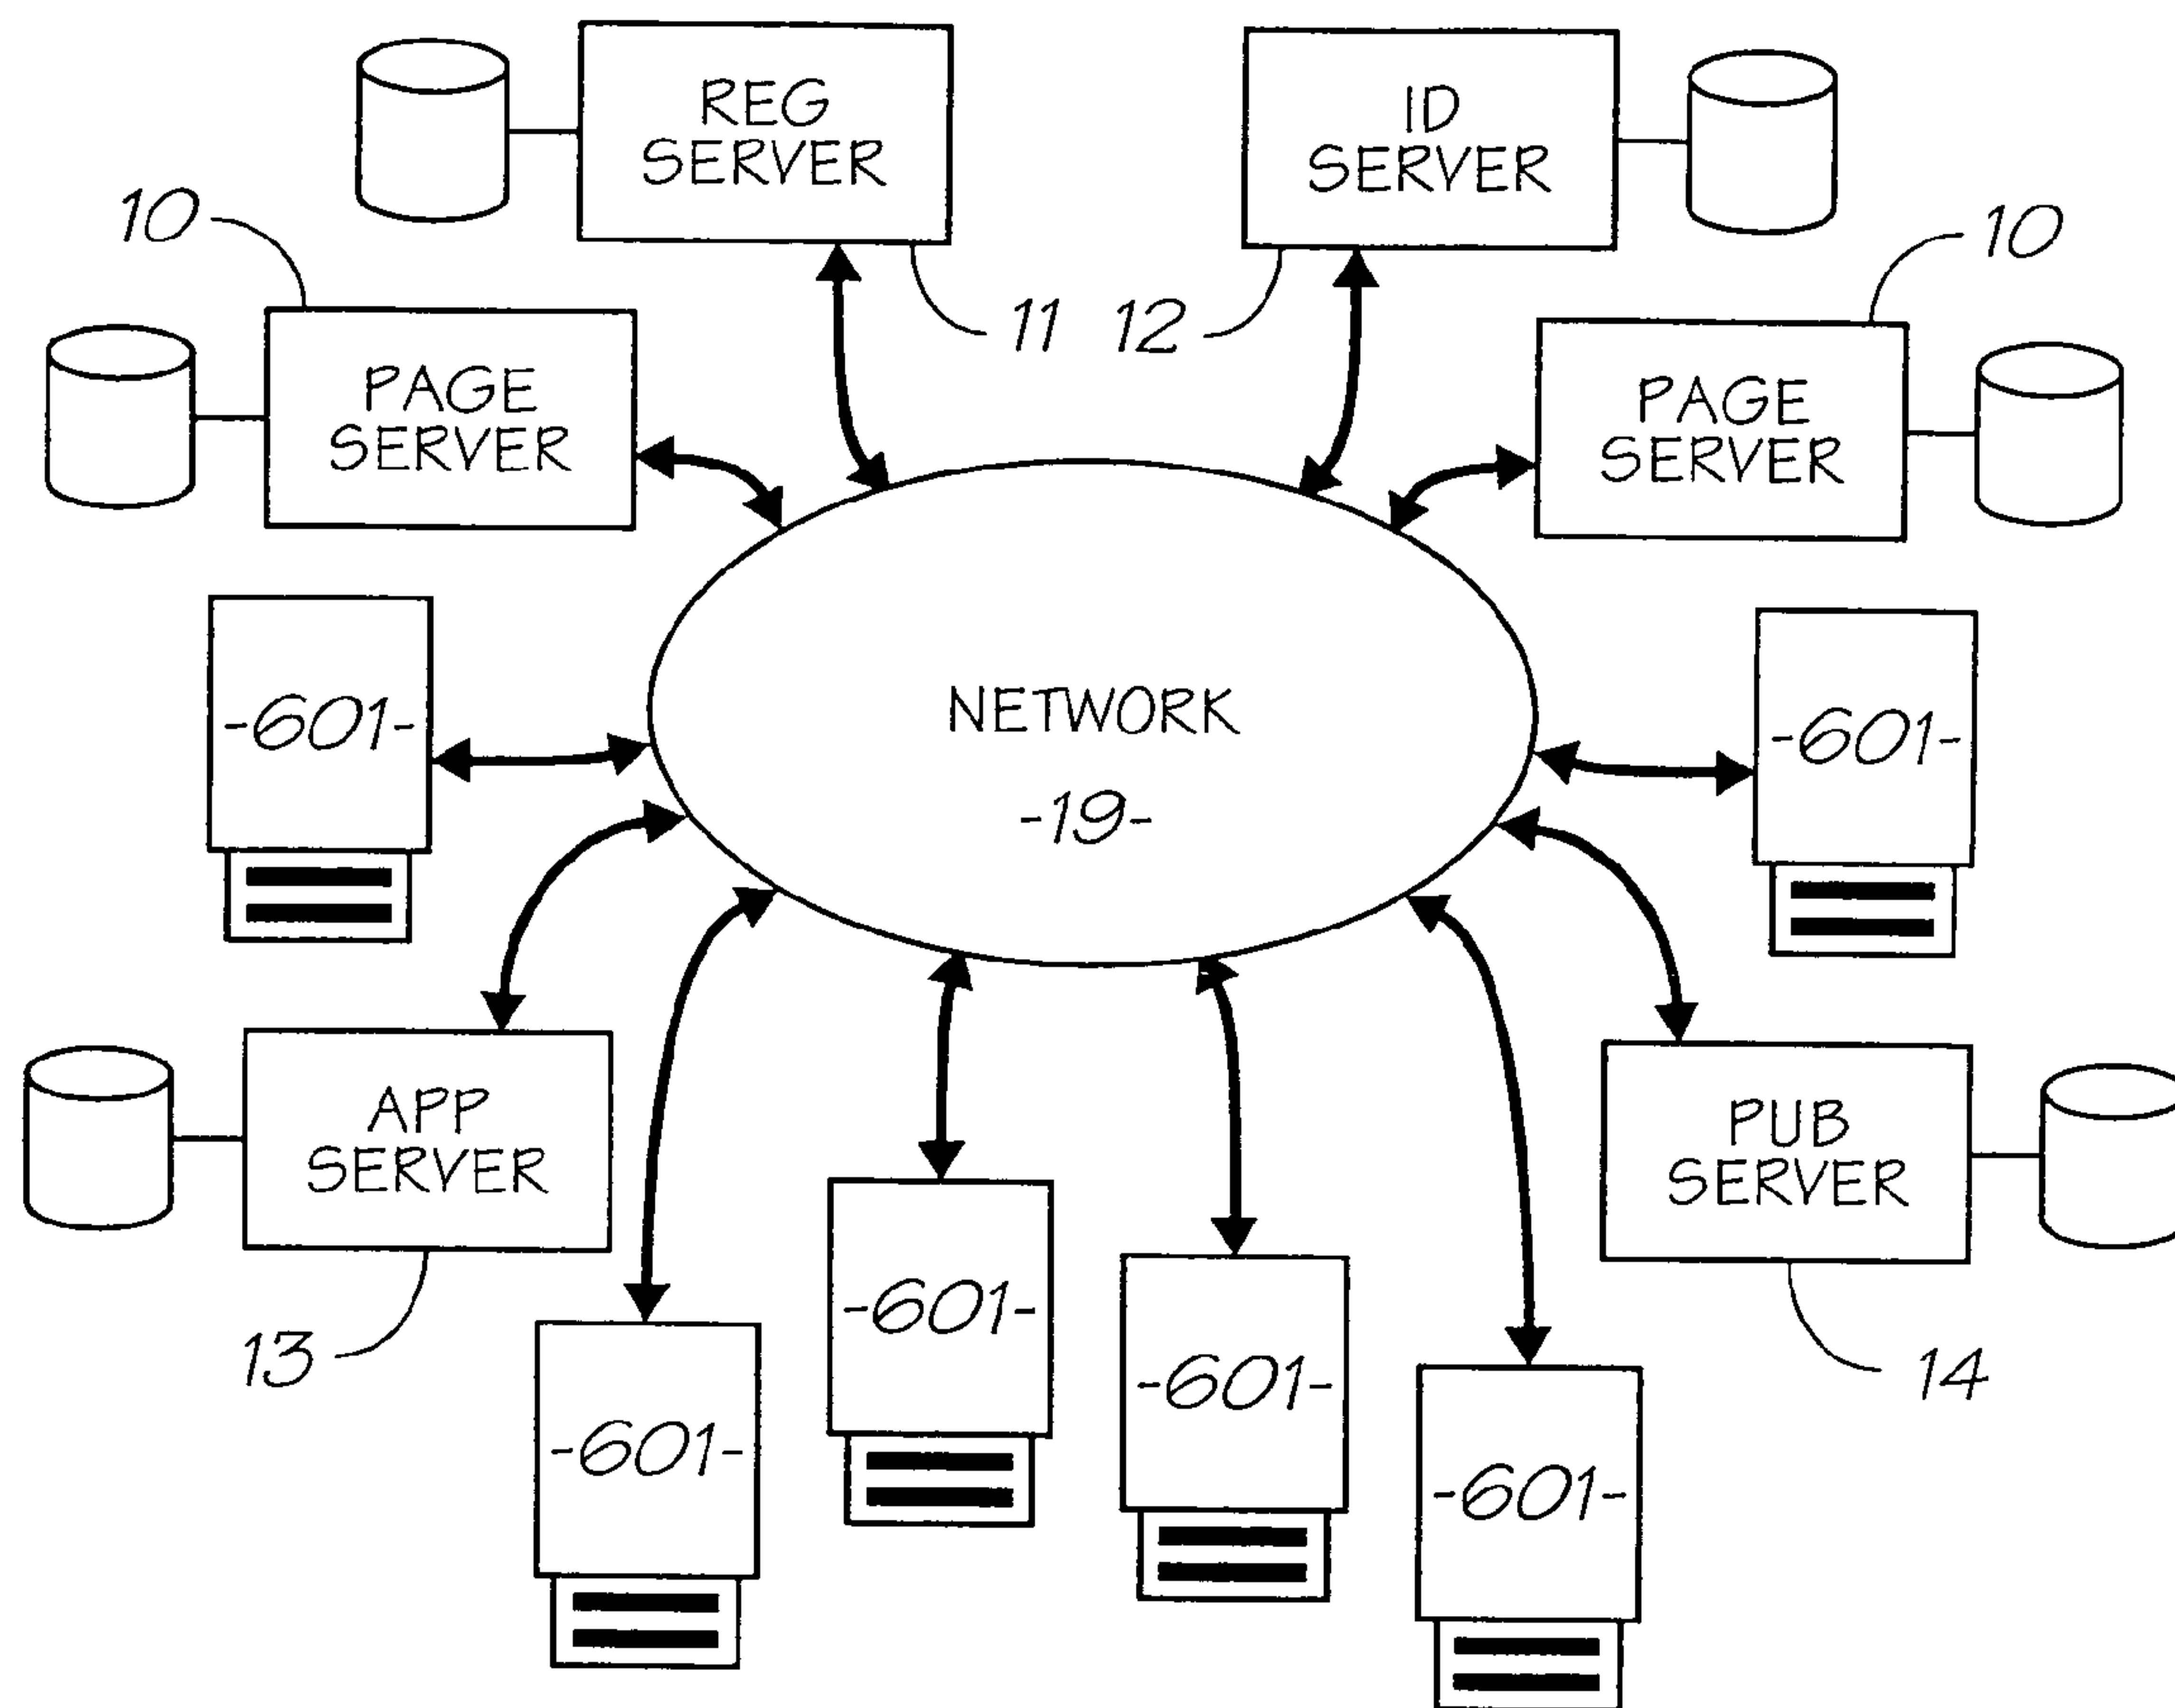 REG
SERVER
ID
SERVER
10
10
11
12
PAGE
SERVER
PAGE
SERVER
-601-
NETWORK
-19-
-601-
APP
SERVER
PUB
SERVER
-601-
-601-
13
14
-601-
-601-